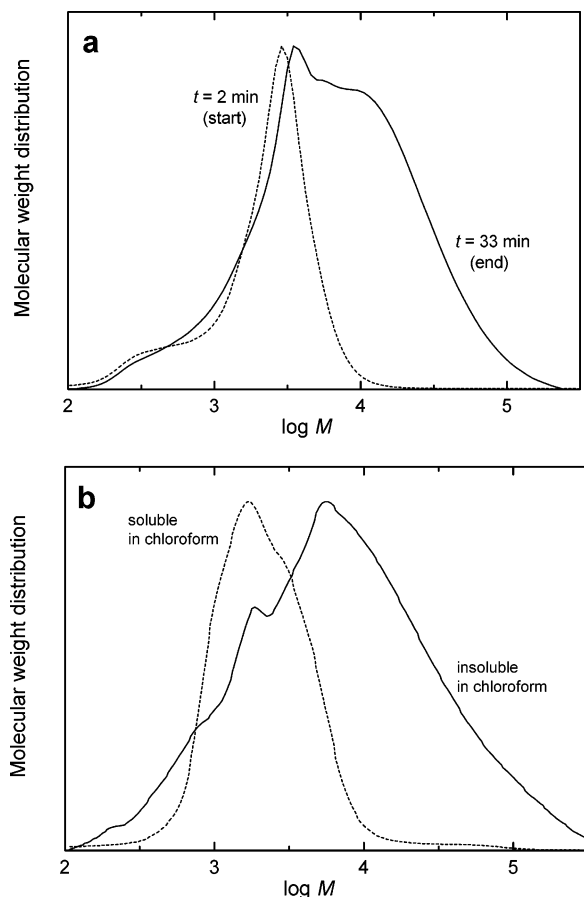 a
Molecular weight distribution
t = 2 min
(start)
t = 33 min
(end)
2 3 4 5
log M
b
Molecular weight distribution
soluble
in chloroform
insoluble
in chloroform
2 3 4 5
log M